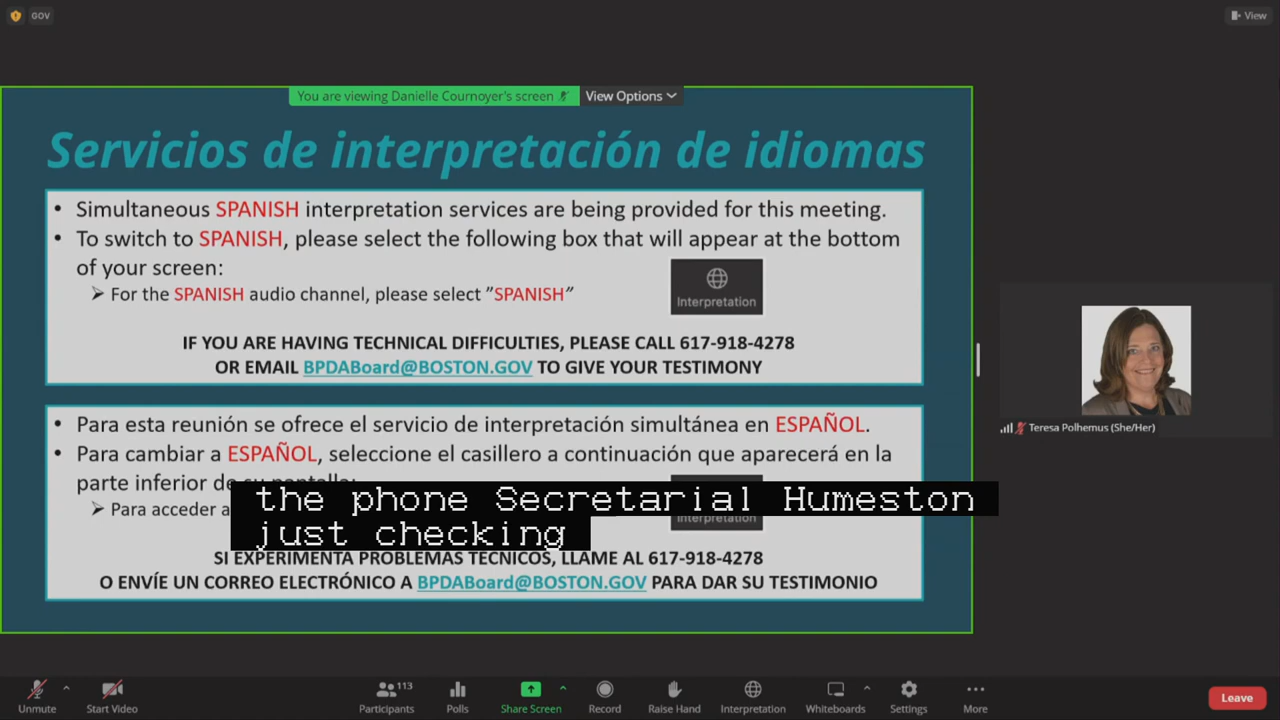 GOV
View
You are viewing Danielle Cournoyer's screen
View Options
Servicios de interpretación de idiomas
• Simultaneous SPANISH interpretation services are being provided for this meeting.
• To switch to SPANISH, please select the following box that will appear at the bottom
of your screen:
➢ For the SPANISH audio channel, please select "SPANISH"
Interpretation
IF YOU ARE HAVING TECHNICAL DIFFICULTIES, PLEASE CALL 617-918-4278
OR EMAIL BPDABoard@BOSTON.GOV TO GIVE YOUR TESTIMONY
• Para esta reunión se ofrece el servicio de interpretación simultánea en ESPAÑOL.
• Para cambiar a ESPAÑOL, seleccione el casillero a continuación que aparecerá en la
parte inferior de su pantalla:
➢ Para acceder a
Interpretation
the phone Secretarial Humeston
just checking
SI EXPERIMENTA PROBLEMAS TÉCNICOS, LLAME AL 617-918-4278
O ENVÍE UN CORREO ELECTRÓNICO A BPDABoard@BOSTON.GOV PARA DAR SU TESTIMONIO
Teresa Polhemus (She/Her)
Unmute
Start Video
113
Participants
Polls
Share Screen
Record
Raise Hand
Interpretation
Whiteboards
Settings
More
Leave